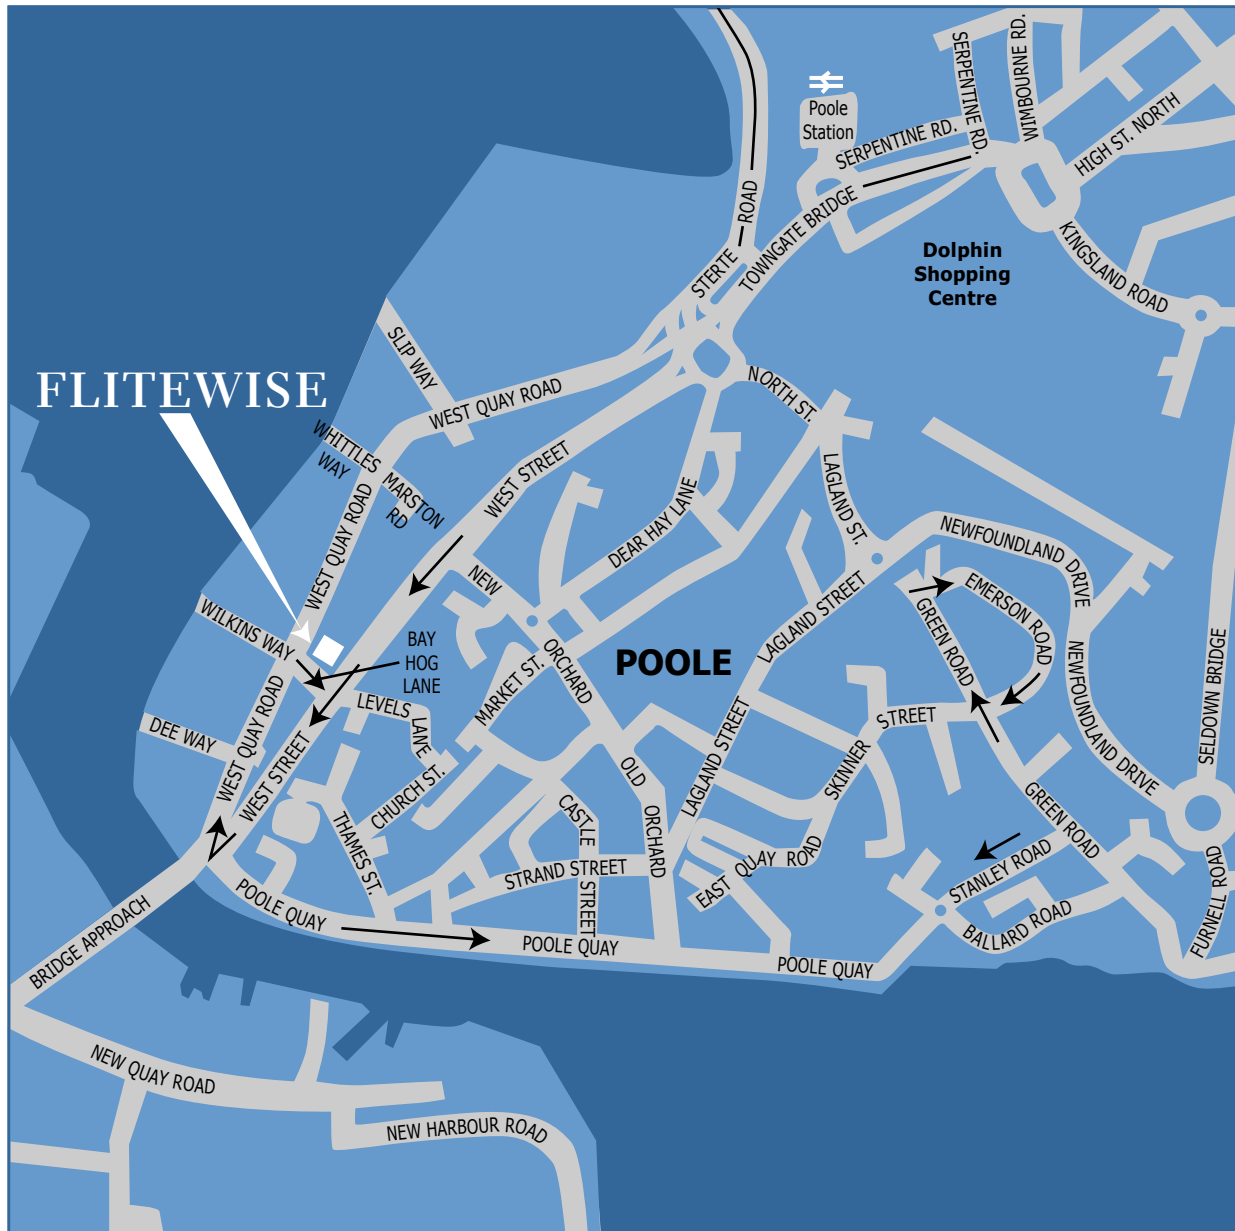 SERPENTINE RD.
WIMBOURNE RD.
Poole
Station
SERPENTINE RD.
HIGH ST. NORTH
STERTE ROAD
TOWNGATE BRIDGE
KINGSLAND ROAD
Dolphin
Shopping
Centre
SLIP WAY
FLITEWISE
WEST QUAY ROAD
NORTH ST.
WHITTLES
WAY
MARSTON
RD
WEST STREET
LAGLAND ST.
WEST QUAY ROAD
DEAR HAY LANE
NEWFOUNDLAND DRIVE
NEW ORCHARD
LAGLAND STREET
EMERSON ROAD
GREEN ROAD
WILKINS WAY
BAY
HOG
LANE
POOLE
NEWFOUNDLAND DRIVE
SELDOWN BRIDGE
MARKET ST.
LEVELS LANE
WEST QUAY ROAD
DEE WAY
WEST STREET
LAGLAND STREET
SKINNER STREET
OLD ORCHARD
CHURCH ST.
THAMES ST.
CASTLE STREET
STRAND STREET
EAST QUAY ROAD
GREEN ROAD
STANLEY ROAD
BALLARD ROAD
FURNELL ROAD
POOLE QUAY
POOLE QUAY
POOLE QUAY
BRIDGE APPROACH
NEW QUAY ROAD
NEW HARBOUR ROAD